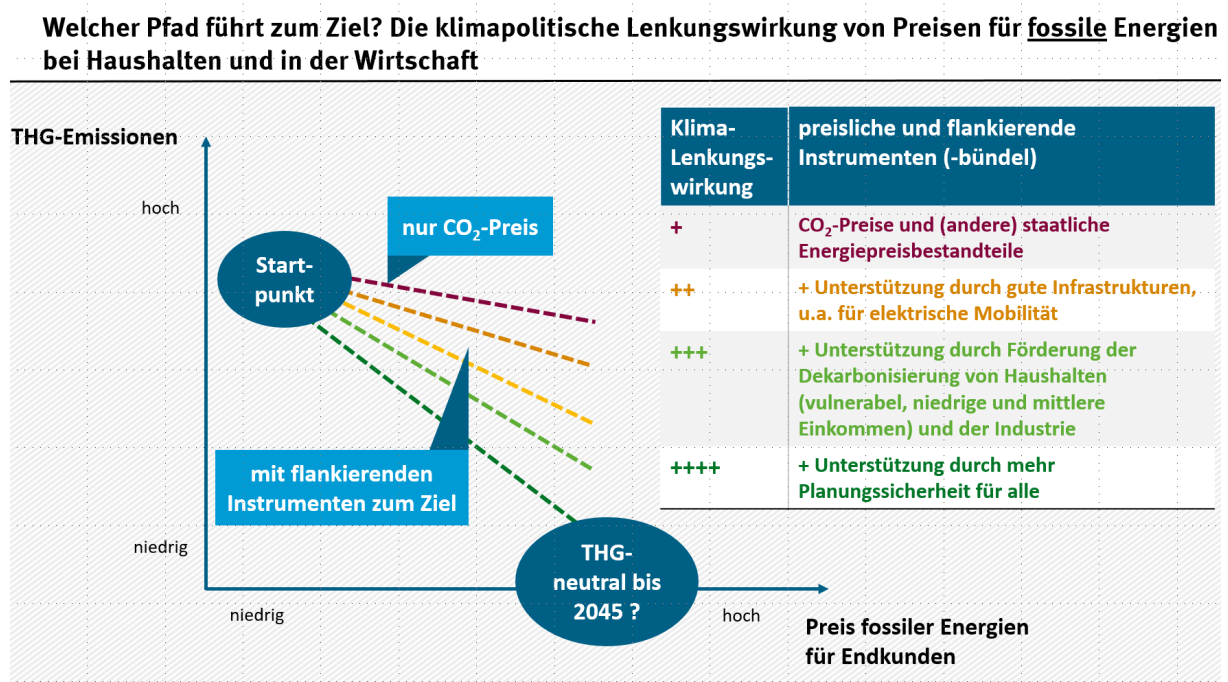 Welcher Pfad führt zum Ziel? Die klimapolitische Lenkungswirkung von Preisen für fossile Energien
bei Haushalten und in der Wirtschaft
THG-Emissionen
hoch
niedrig
Start-
punkt
nur CO₂-Preis
mit flankierenden
Instrumenten zum Ziel
THG-
neutral bis
2045 ?
niedrig
hoch
Preis fossiler Energien
für Endkunden
Klima-
Lenkungs-
wirkung
preisliche und flankierende
Instrumenten (-bündel)
+
CO₂-Preise und (andere) staatliche
Energiepreisbestandteile
++
+ Unterstützung durch gute Infrastrukturen,
u.a. für elektrische Mobilität
+++
+ Unterstützung durch Förderung der
Dekarbonisierung von Haushalten
(vulnerabel, niedrige und mittlere
Einkommen) und der Industrie
++++
+ Unterstützung durch mehr
Planungssicherheit für alle